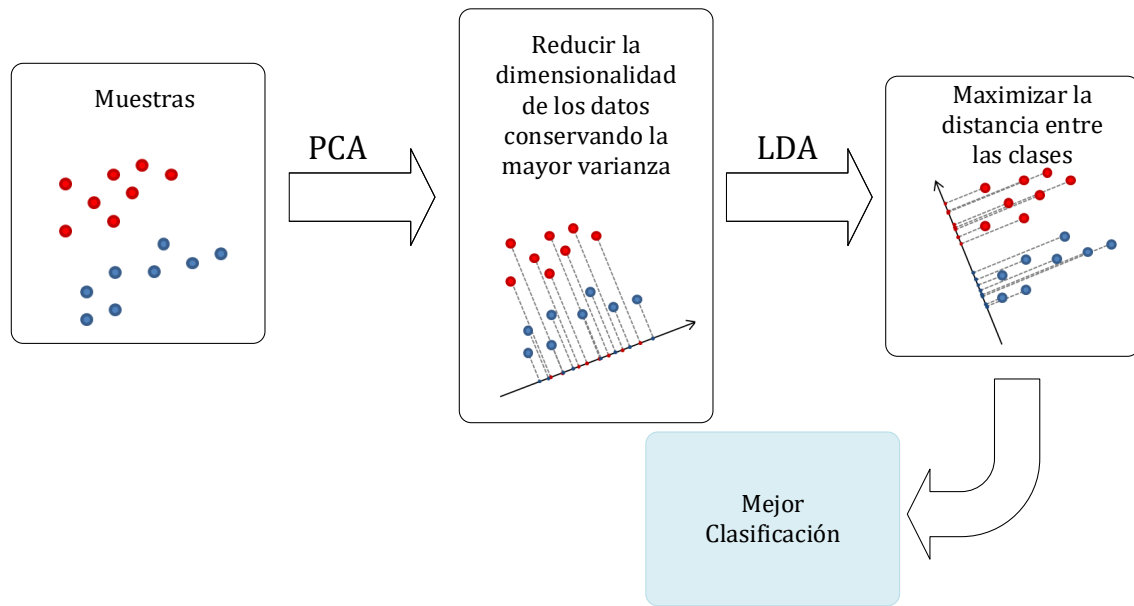 Muestras
PCA
Reducir la
dimensionalidad
de los datos
conservando la
mayor varianza
LDA
Maximizar la
distancia entre
las clases
Mejor
Clasificación